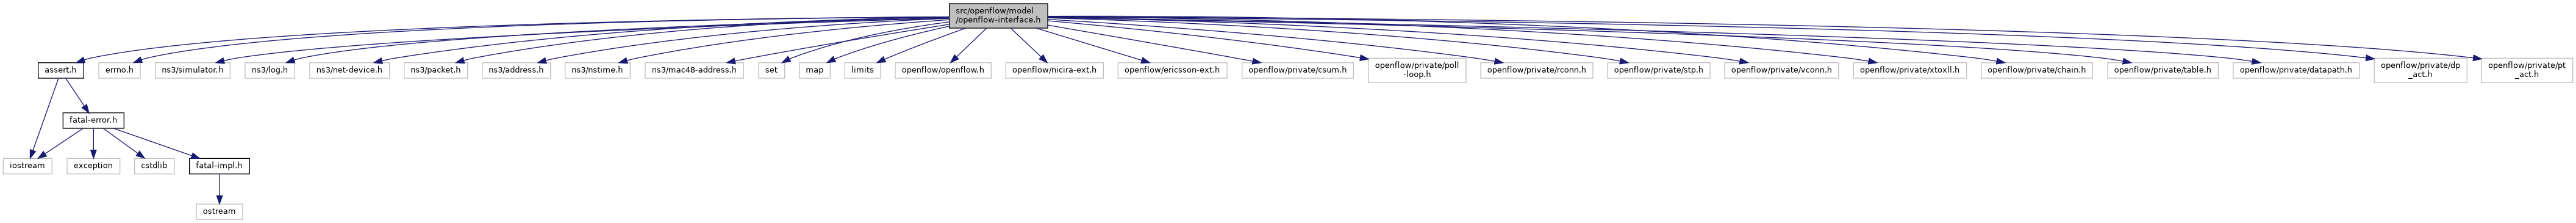 src/openflow/model
/openflow-interface.h
assert.h
errno.h
ns3/simulator.h
ns3/log.h
ns3/net-device.h
ns3/packet.h
ns3/address.h
ns3/nstime.h
ns3/mac48-address.h
set
map
limits
openflow/openflow.h
openflow/nicira-ext.h
openflow/ericsson-ext.h
openflow/private/csum.h
openflow/private/poll
-loop.h
openflow/private/rconn.h
openflow/private/stp.h
openflow/private/vconn.h
openflow/private/xtoxll.h
openflow/private/chain.h
openflow/private/table.h
openflow/private/datapath.h
openflow/private/dp
_act.h
openflow/private/pt
_act.h
fatal-error.h
iostream
exception
cstdlib
fatal-impl.h
ostream